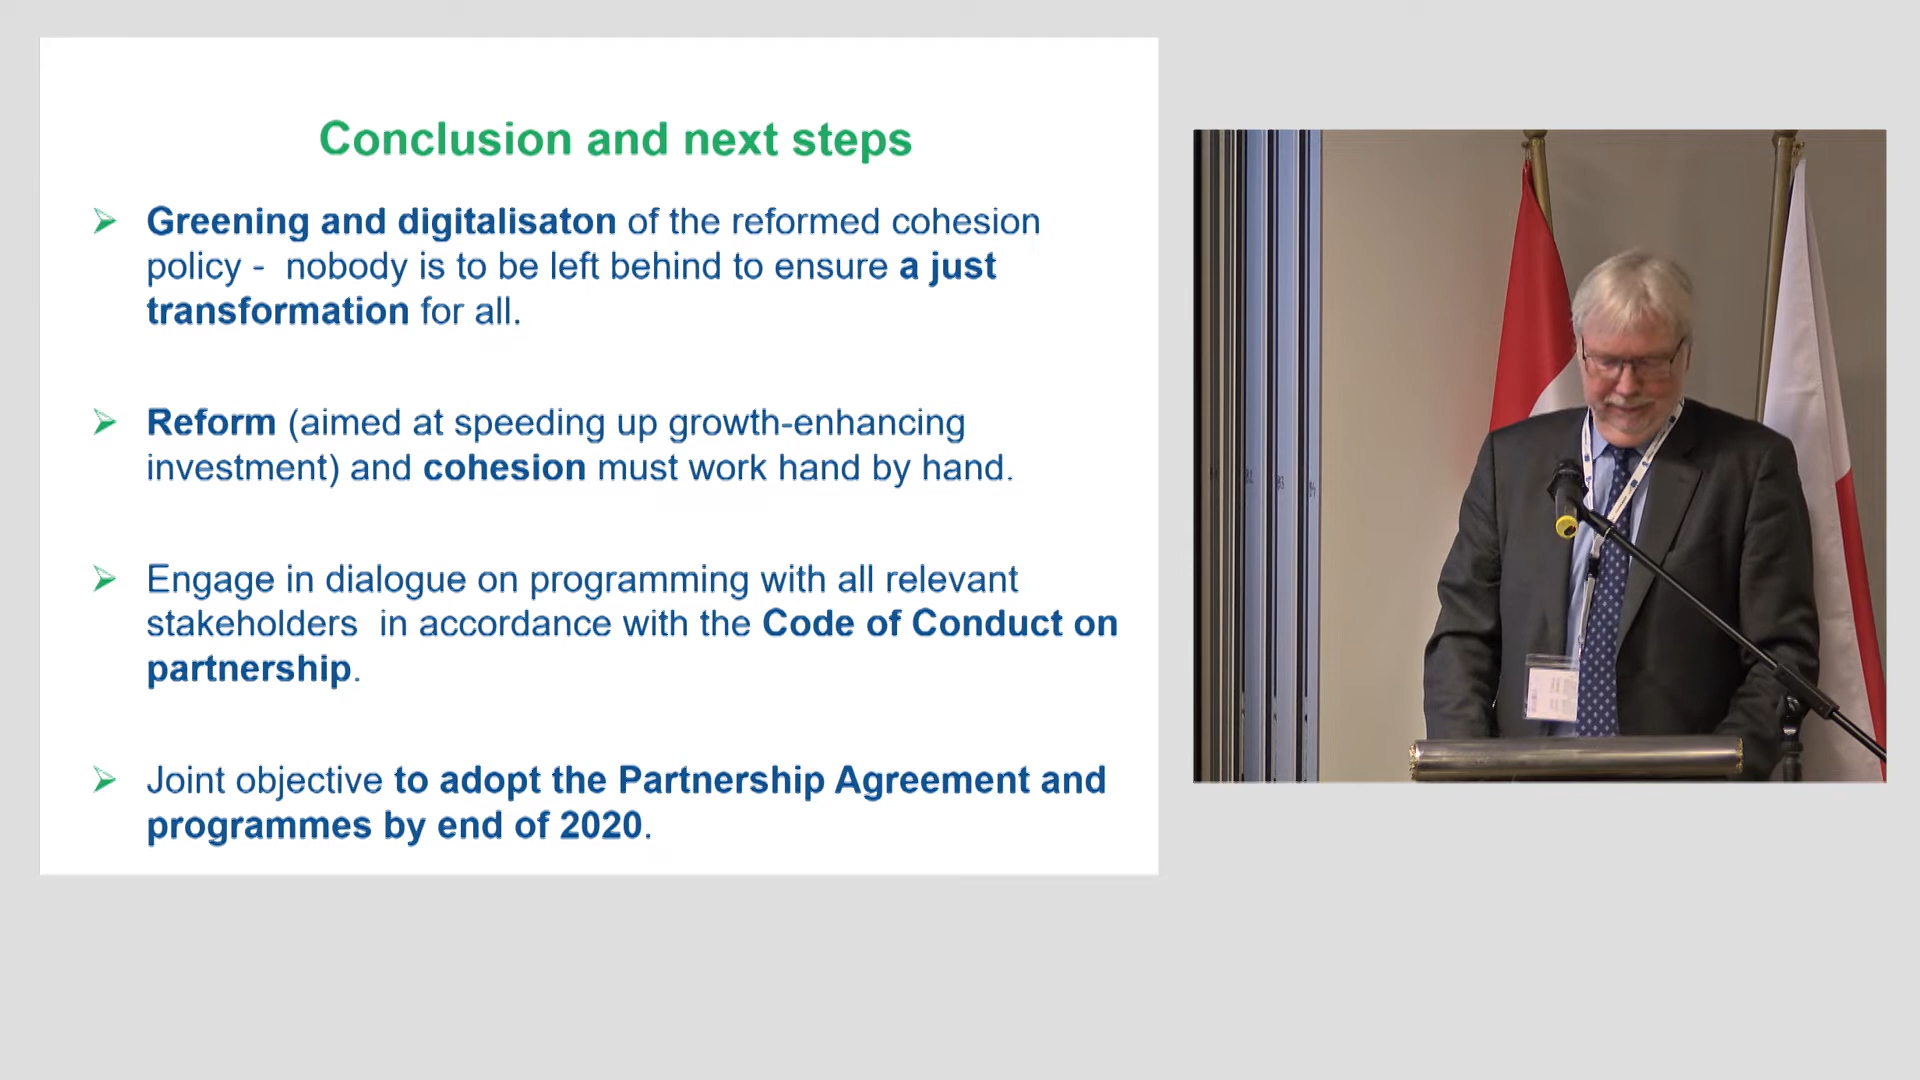 Conclusion and next steps
➢ Greening and digitalisaton of the reformed cohesion
policy -  nobody is to be left behind to ensure a just
transformation for all.
➢ Reform (aimed at speeding up growth-enhancing
investment) and cohesion must work hand by hand.
➢ Engage in dialogue on programming with all relevant
stakeholders  in accordance with the Code of Conduct on
partnership.
➢ Joint objective to adopt the Partnership Agreement and
programmes by end of 2020.